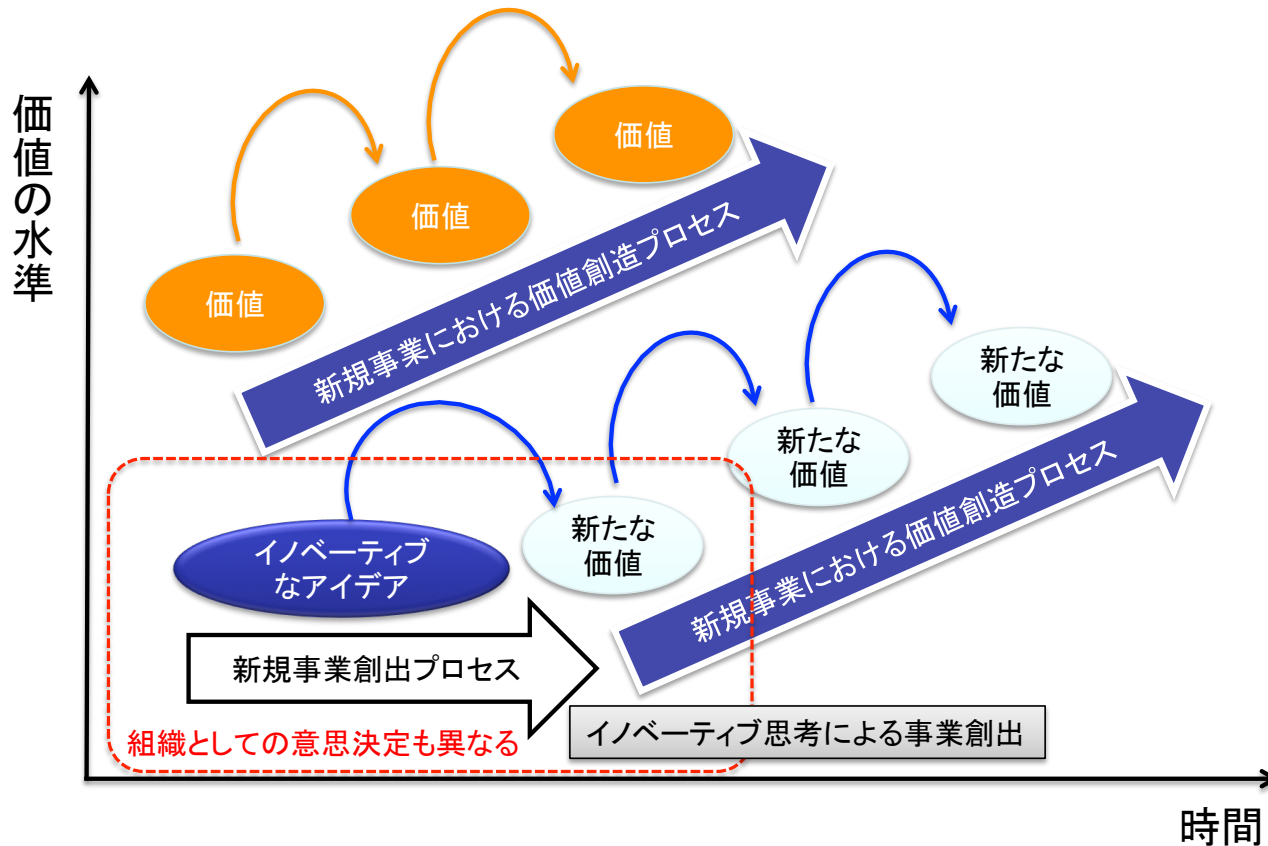 価値の水準
価値
価値
価値
新規事業における価値創造プロセス
新たな
価値
新たな
価値
新たな
価値
新規事業における価値創造プロセス
イノベーティブ
なアイデア
新規事業創出プロセス
組織としての意思決定も異なる
イノベーティブ思考による事業創出
時間